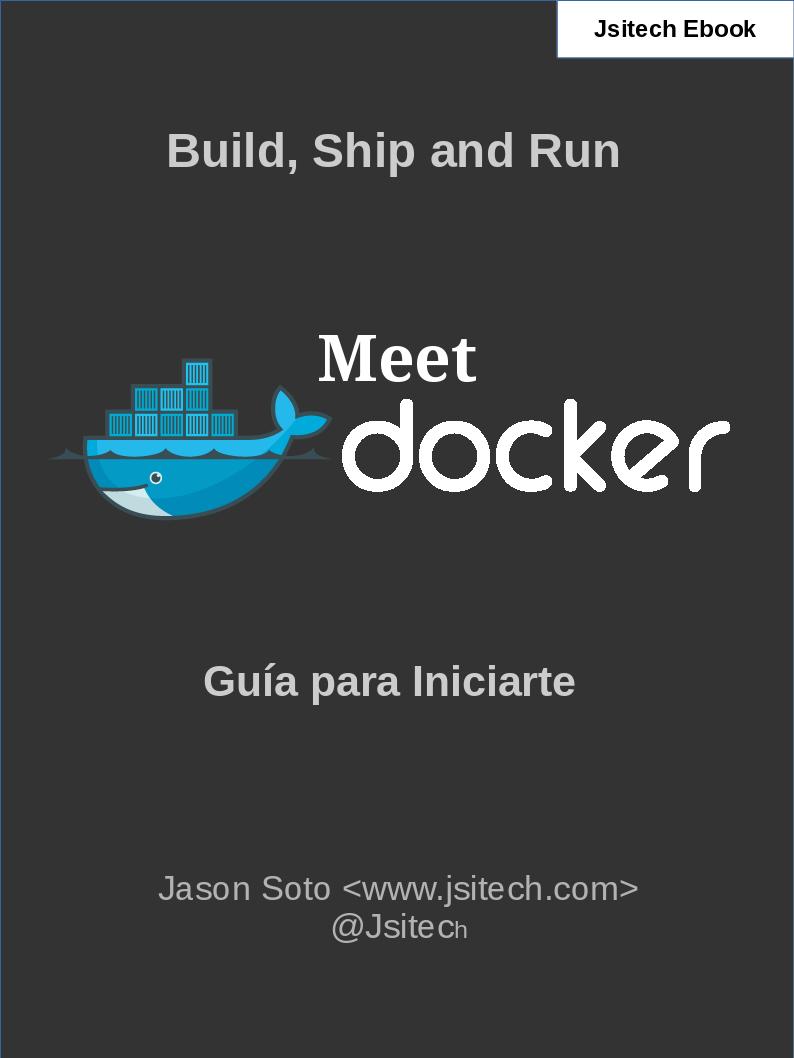 Jsitech Ebook
Build, Ship and Run
Meet
docker
Guía para Iniciarte
Jason Soto <www.jsitech.com>
@Jsitech